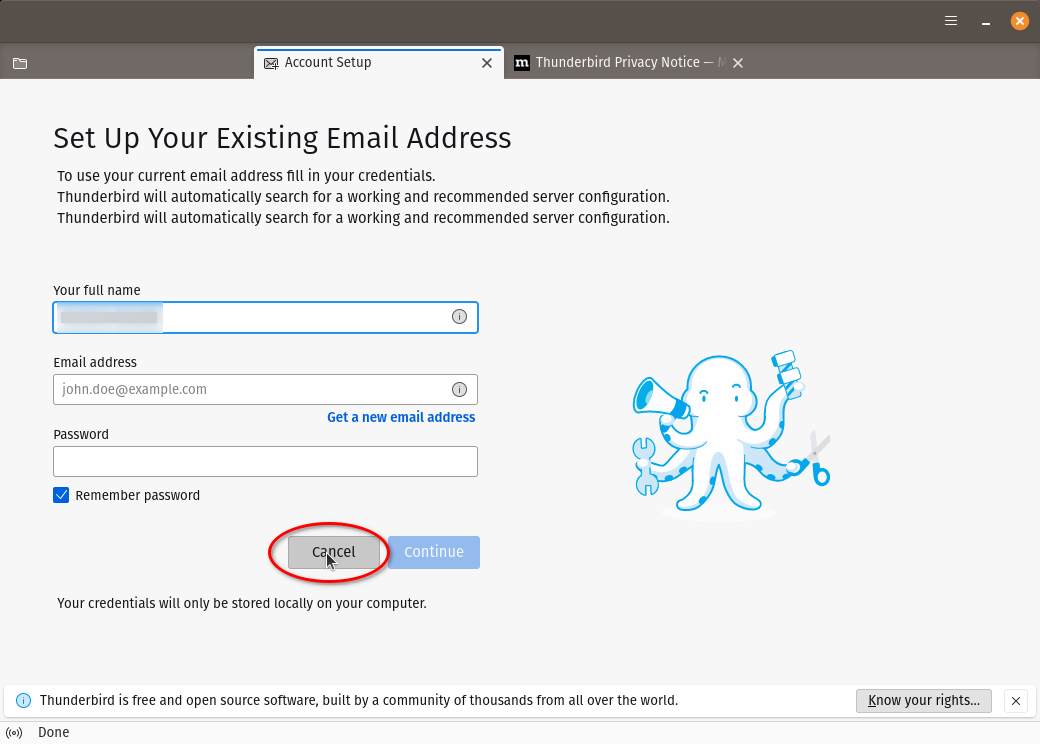 Account Setup
Thunderbird Privacy Notice —
Set Up Your Existing Email Address
To use your current email address fill in your credentials.
Thunderbird will automatically search for a working and recommended server configuration.
Thunderbird will automatically search for a working and recommended server configuration.
Your full name
Email address
john.doe@example.com
Get a new email address
Password
Remember password
Cancel
Continue
Your credentials will only be stored locally on your computer.
Thunderbird is free and open source software, built by a community of thousands from all over the world.
Know your rights...
Done